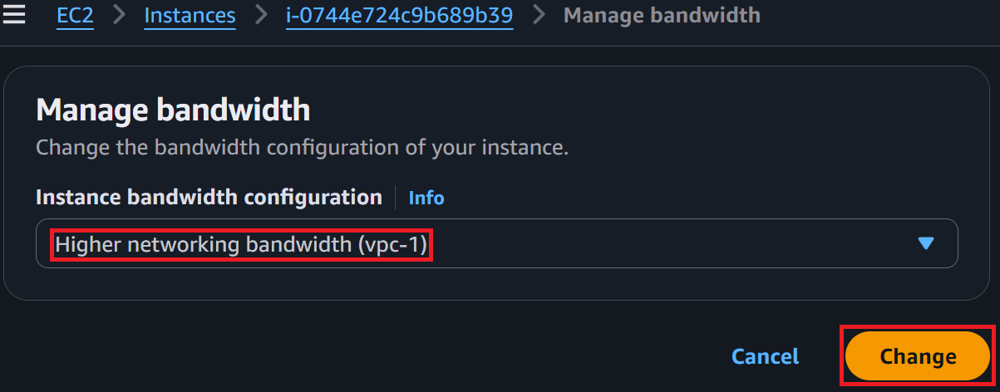 EC2 > Instances > i-0744e724c9b689b39 > Manage bandwidth
Manage bandwidth
Change the bandwidth configuration of your instance.
Instance bandwidth configuration | Info
Higher networking bandwidth (vpc-1)
Cancel Change